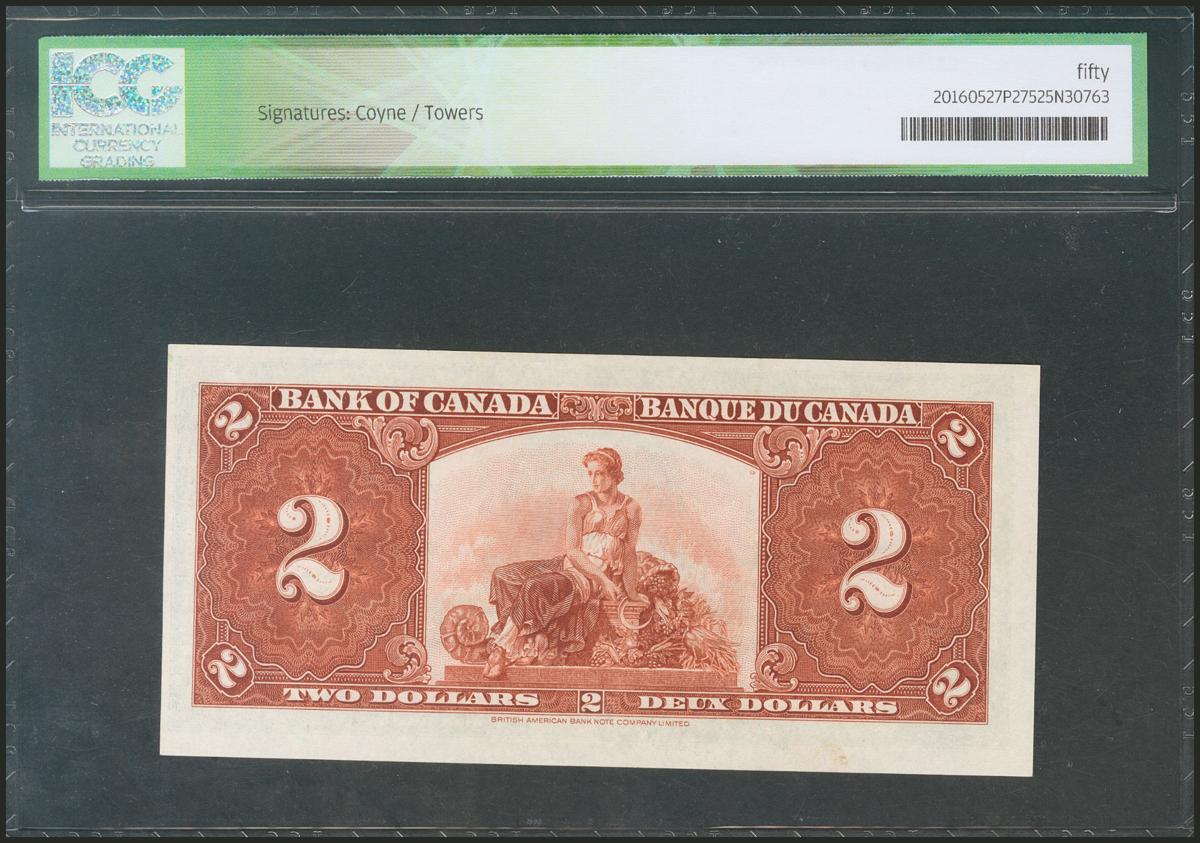 ICG
INTERNATIONAL
CURRENCY
GRADING
Signatures: Coyne / Towers
fifty
20160527P27525N30763
BANK OF CANADA
BANQUE DU CANADA
2
2
2
2
2
2
TWO DOLLARS
2
DEUX DOLLARS
BRITISH AMERICAN BANK NOTE COMPANY LIMITED